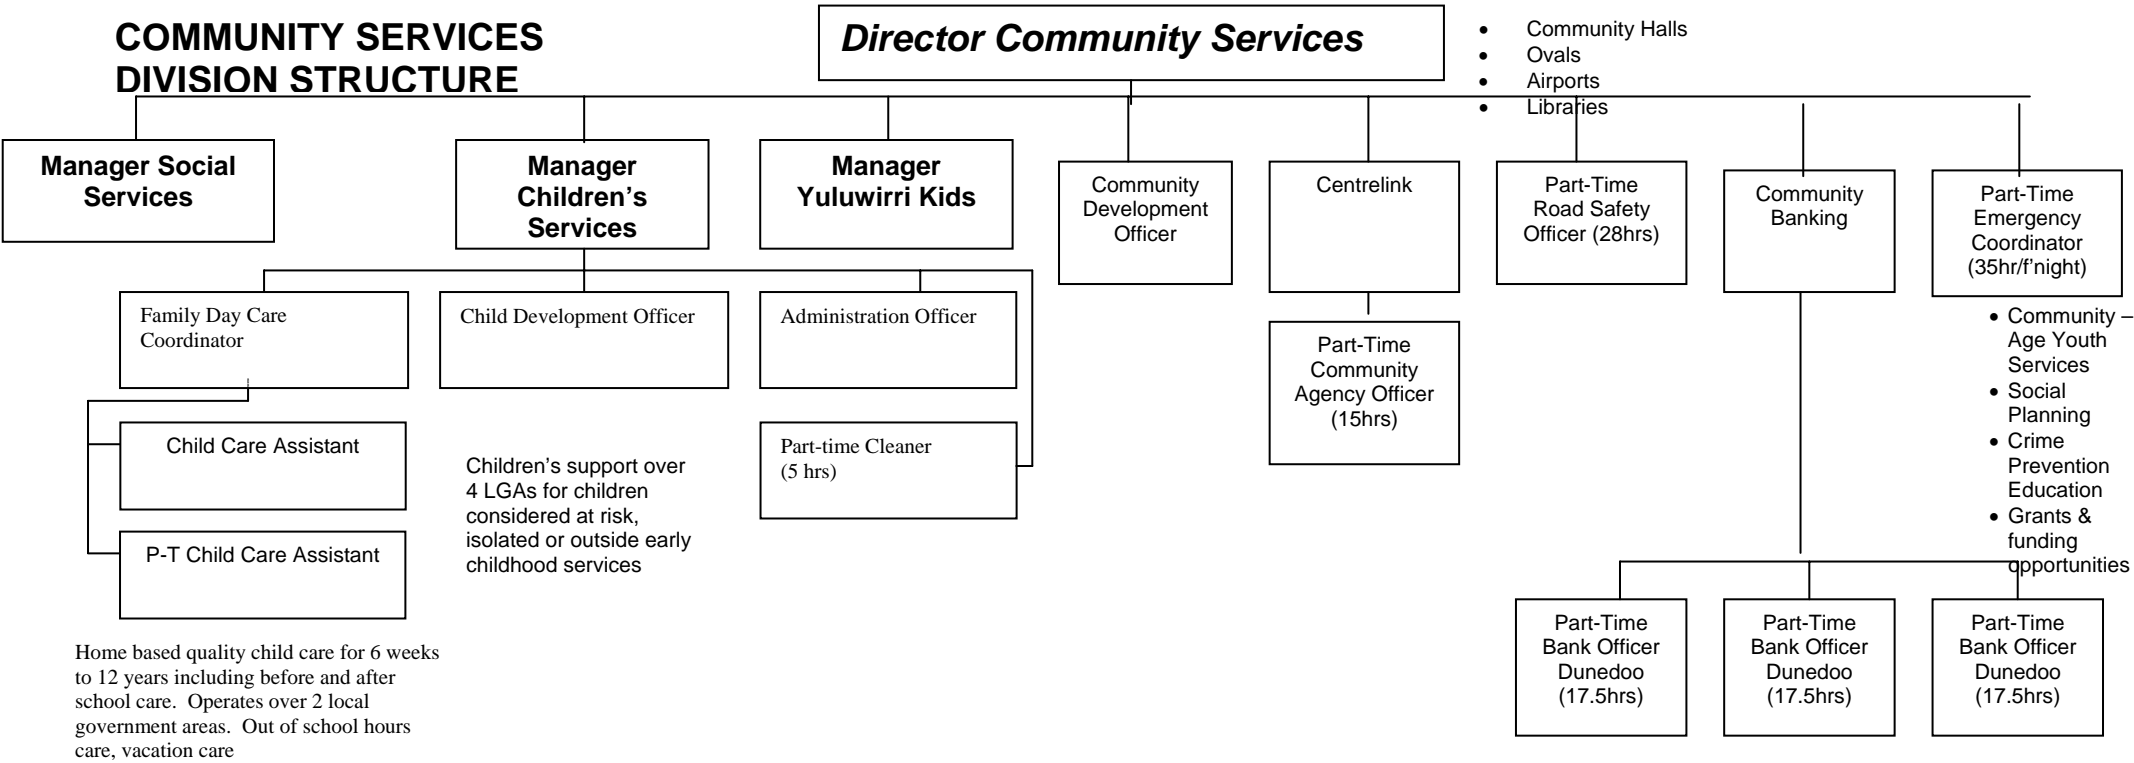 COMMUNITY SERVICES
DIVISION STRUCTURE
Director Community Services
• Community Halls
• Ovals
• Airports
• Libraries
Manager Social
Services
Manager
Children’s
Services
Manager
Yuluwirri Kids
Community
Development
Officer
Centrelink
Part-Time
Road Safety
Officer (28hrs)
Community
Banking
Part-Time
Emergency
Coordinator
(35hr/f’night)
Family Day Care
Coordinator
Child Development Officer
Administration Officer
Part-Time
Community
Agency Officer
(15hrs)
• Community –
Age Youth
Services
• Social
Planning
• Crime
Prevention
Education
• Grants &
funding
opportunities
Child Care Assistant
Children’s support over
4 LGAs for children
considered at risk,
isolated or outside early
childhood services
Part-time Cleaner
(5 hrs)
P-T Child Care Assistant
Home based quality child care for 6 weeks
to 12 years including before and after
school care.  Operates over 2 local
government areas.  Out of school hours
care, vacation care
Part-Time
Bank Officer
Dunedoo
(17.5hrs)
Part-Time
Bank Officer
Dunedoo
(17.5hrs)
Part-Time
Bank Officer
Dunedoo
(17.5hrs)